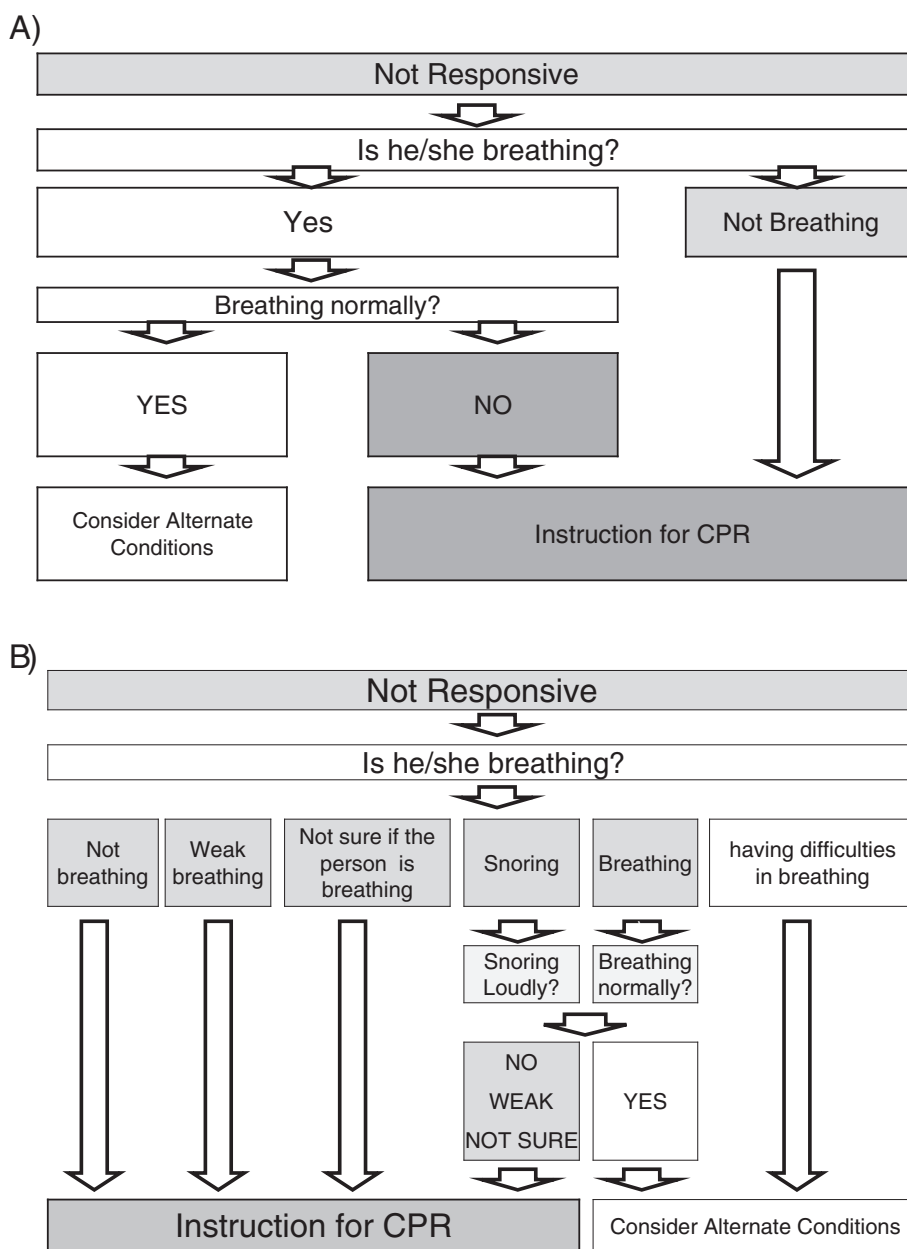 A)
Not Responsive
Is he/she breathing?
Yes
Not Breathing
Breathing normally?
YES
NO
Consider Alternate
Conditions
Instruction for CPR
B)
Not Responsive
Is he/she breathing?
Not
breathing
Weak
breathing
Not sure if the
person is
breathing
Snoring
Breathing
having difficulties
in breathing
Snoring
Loudly?
Breathing
normally?
NO
WEAK
NOT SURE
YES
Instruction for CPR
Consider Alternate Conditions